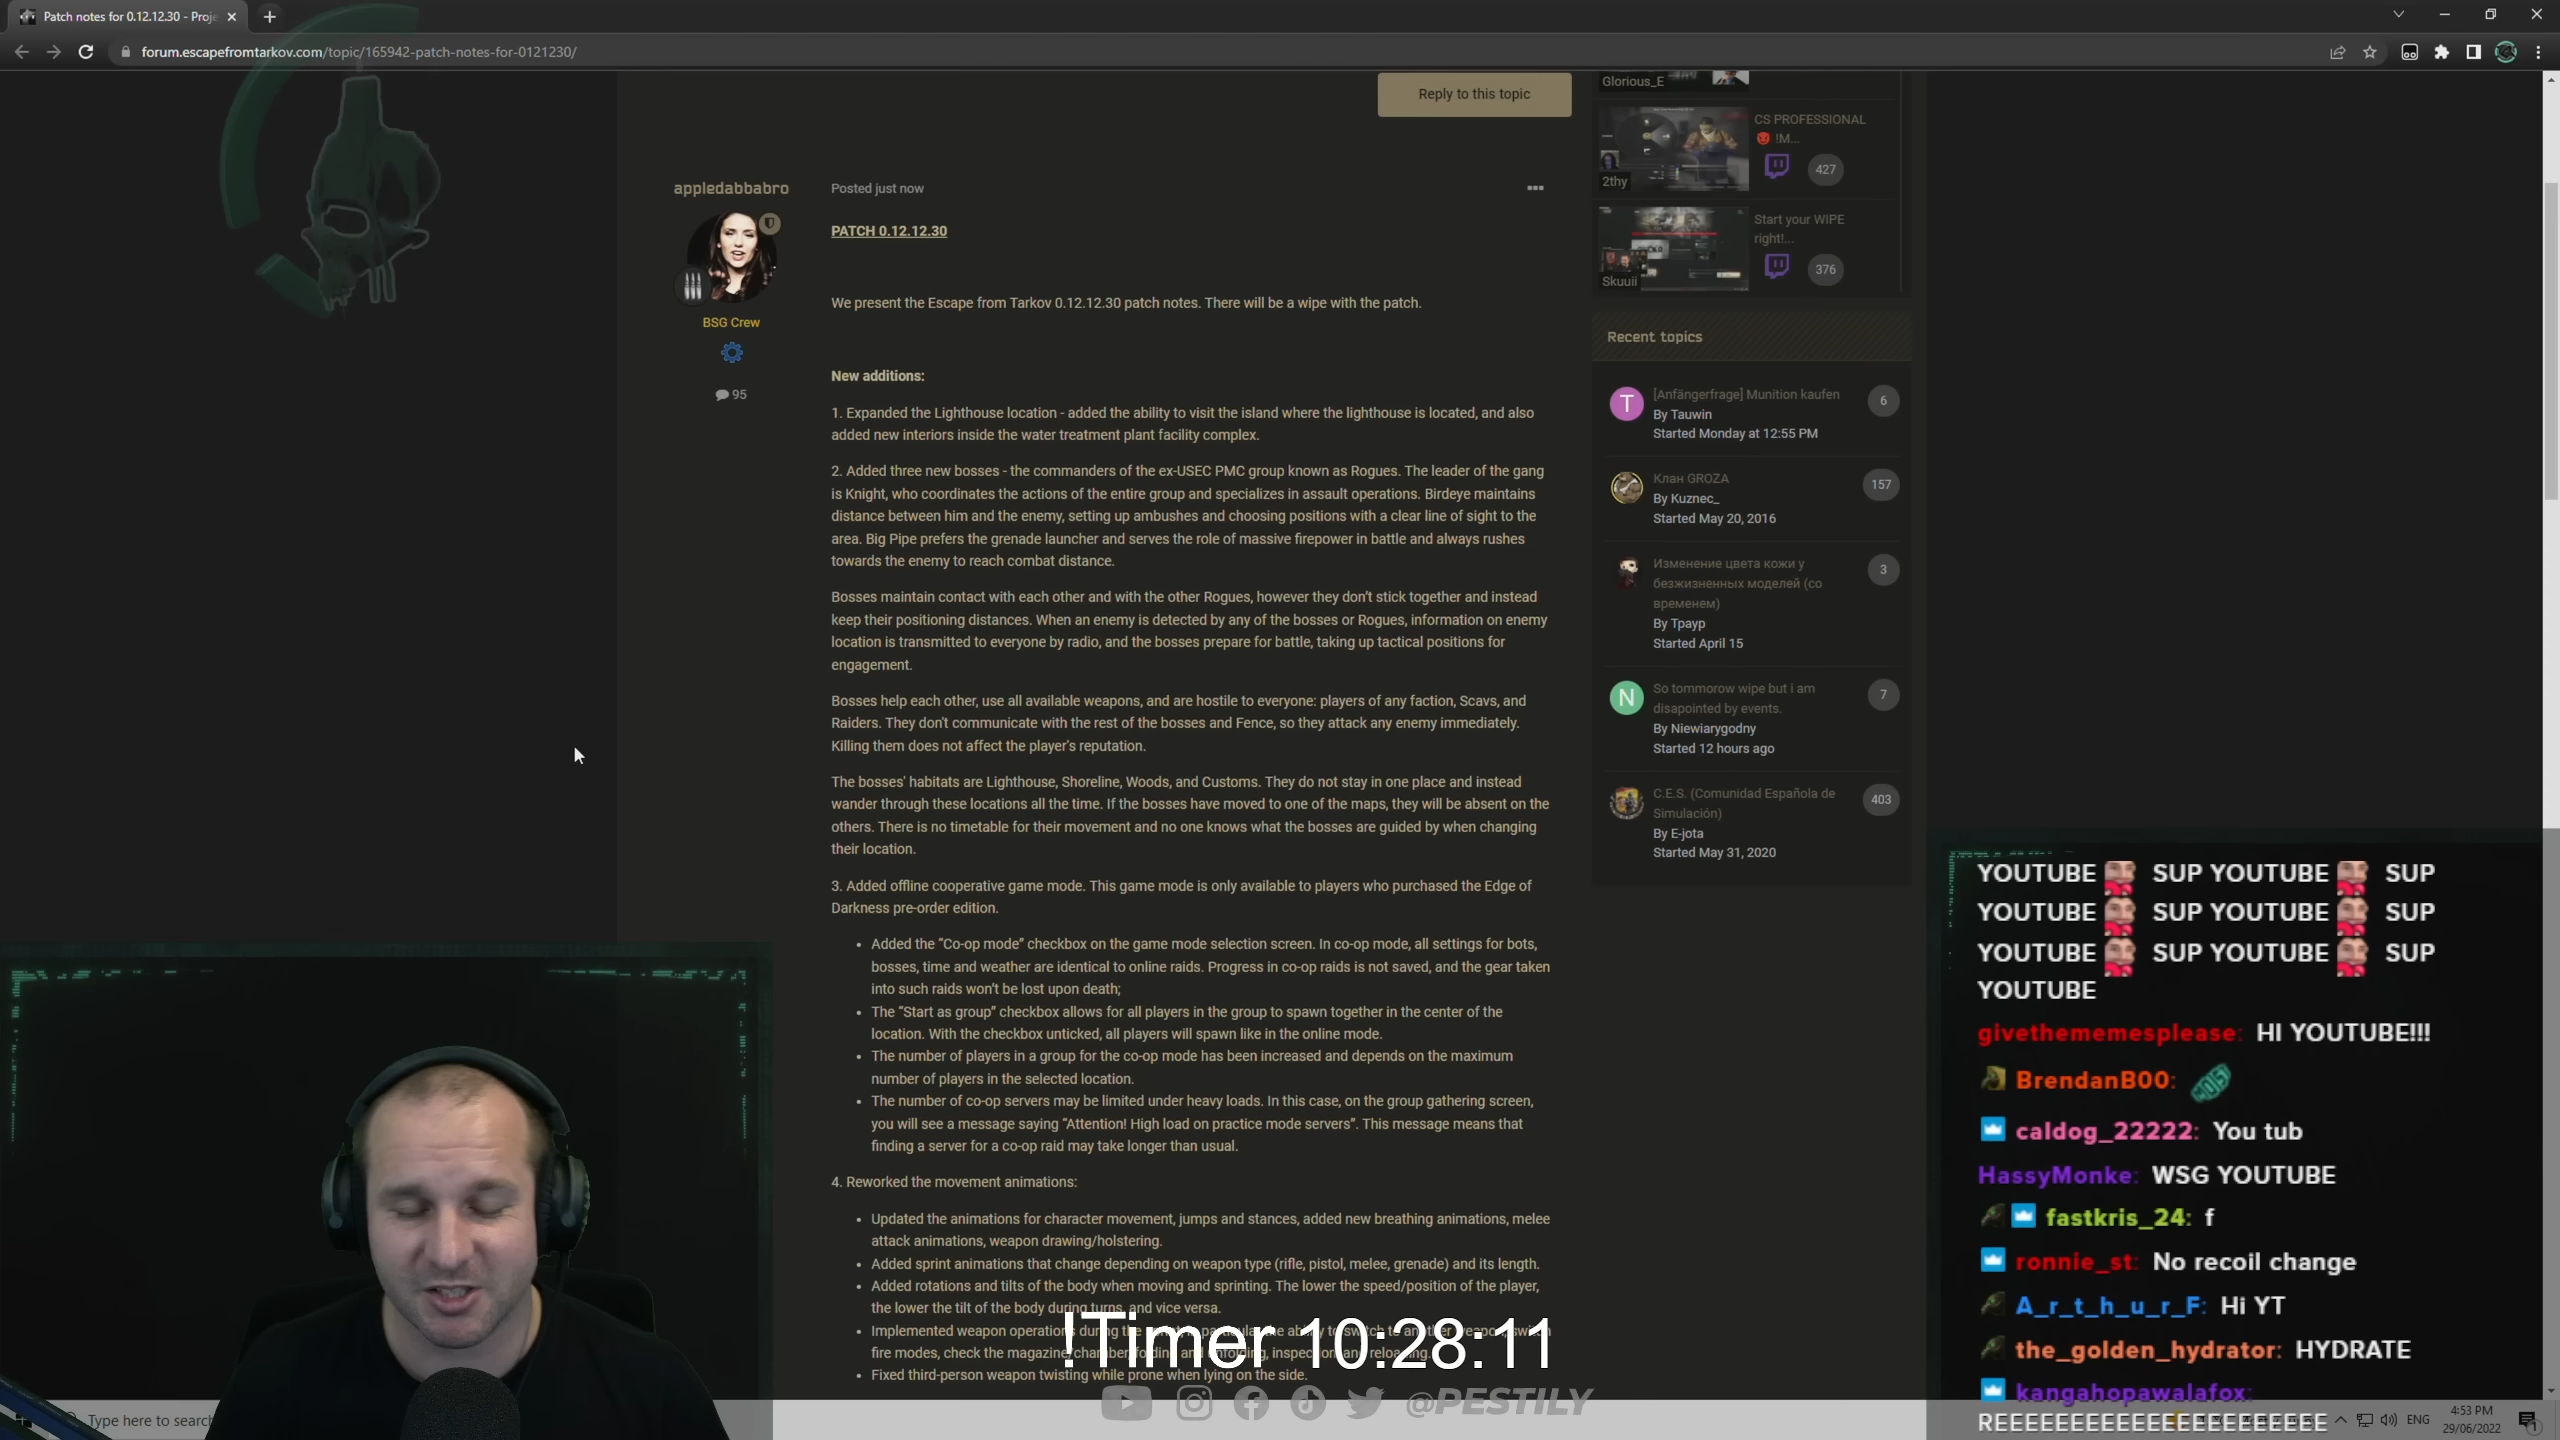 Patch notes for 0.12.12.30 - Proje
forum.escapefromtarkov.com/topic/165942-patch-notes-for-0121230/
Reply to this topic
appledabbabro
BSG Crew
95
Posted just now
PATCH 0.12.12.30
We present the Escape from Tarkov 0.12.12.30 patch notes. There will be a wipe with the patch.
New additions:
1. Expanded the Lighthouse location - added the ability to visit the island where the lighthouse is located, and also
added new interiors inside the water treatment plant facility complex.
2. Added three new bosses - the commanders of the ex-USEC PMC group known as Rogues. The leader of the gang
is Knight, who coordinates the actions of the entire group and specializes in assault operations. Birdeye maintains
distance between him and the enemy, setting up ambushes and choosing positions with a clear line of sight to the
area. Big Pipe prefers the grenade launcher and serves the role of massive firepower in battle and always rushes
towards the enemy to reach combat distance.
Bosses maintain contact with each other and with the other Rogues, however they don't stick together and instead
keep their positioning distances. When an enemy is detected by any of the bosses or Rogues, information on enemy
location is transmitted to everyone by radio, and the bosses prepare for battle, taking up tactical positions for
engagement.
Bosses help each other, use all available weapons, and are hostile to everyone: players of any faction, Scavs, and
Raiders. They don't communicate with the rest of the bosses and Fence, so they attack any enemy immediately.
Killing them does not affect the player's reputation.
The bosses' habitats are Lighthouse, Shoreline, Woods, and Customs. They do not stay in one place and instead
wander through these locations all the time. If the bosses have moved to one of the maps, they will be absent on the
others. There is no timetable for their movement and no one knows what the bosses are guided by when changing
their location.
3. Added offline cooperative game mode. This game mode is only available to players who purchased the Edge of
Darkness pre-order edition.
• Added the "Co-op mode" checkbox on the game mode selection screen. In co-op mode, all settings for bots,
bosses, time and weather are identical to online raids. Progress in co-op raids is not saved, and the gear taken
into such raids won't be lost upon death;
• The "Start as group" checkbox allows for all players in the group to spawn together in the center of the
location. With the checkbox unticked, all players will spawn like in the online mode.
• The number of players in a group for the co-op mode has been increased and depends on the maximum
number of players in the selected location.
• The number of co-op servers may be limited under heavy loads. In this case, on the group gathering screen,
you will see a message saying "Attention! High load on practice mode servers". This message means that
finding a server for a co-op raid may take longer than usual.
4. Reworked the movement animations:
• Updated the animations for character movement, jumps and stances, added new breathing animations, melee
attack animations, weapon drawing/holstering.
• Added sprint animations that change depending on weapon type (rifle, pistol, melee, grenade) and its length.
• Added rotations and tilts of the body when moving and sprinting. The lower the speed/position of the player,
the lower the tilt of the body during turns, and vice versa.
• Implemented weapon operations during the
fire modes, check the magazine/chamber,
• Fixed third-person weapon twisting while prone when lying on the side.
!Timer 10:28:11
@PESTILY
Glorious_E
CS PROFESSIONAL
!M...
427
2thy
Start your WIPE
right!...
376
Skuuii
Recent topics
T
[Anfängerfrage] Munition kaufen
6
By Tauwin
Started Monday at 12:55 PM
Клан GROZA
157
By Kuznec_
Started May 20, 2016
Изменение цвета кожи у
безжизненных моделей (со
временем)
3
By Трауp
Started April 15
N
So tommorow wipe but i am
disapointed by events.
7
By Niewiarygodny
Started 12 hours ago
C.E.S. (Comunidad Española de
Simulación)
403
By E-jota
Started May 31, 2020
YOUTUBE SUP YOUTUBE SUP
YOUTUBE SUP YOUTUBE SUP
YOUTUBE SUP YOUTUBE SUP
YOUTUBE
givethememesplease: HI YOUTUBE!!!
BrendanB00:
caldog_22222: You tub
HassyMonke: WSG YOUTUBE
fastkris_24: f
ronnie_st: No recoil change
A_r_t_h_u_r_F: Hi YT
the_golden_hydrator: HYDRATE
kangahopawalafox:
REEEEEEEEEEEEEEEEEEEEEE
Type here to search
ENG
4:53 PM
29/06/2022